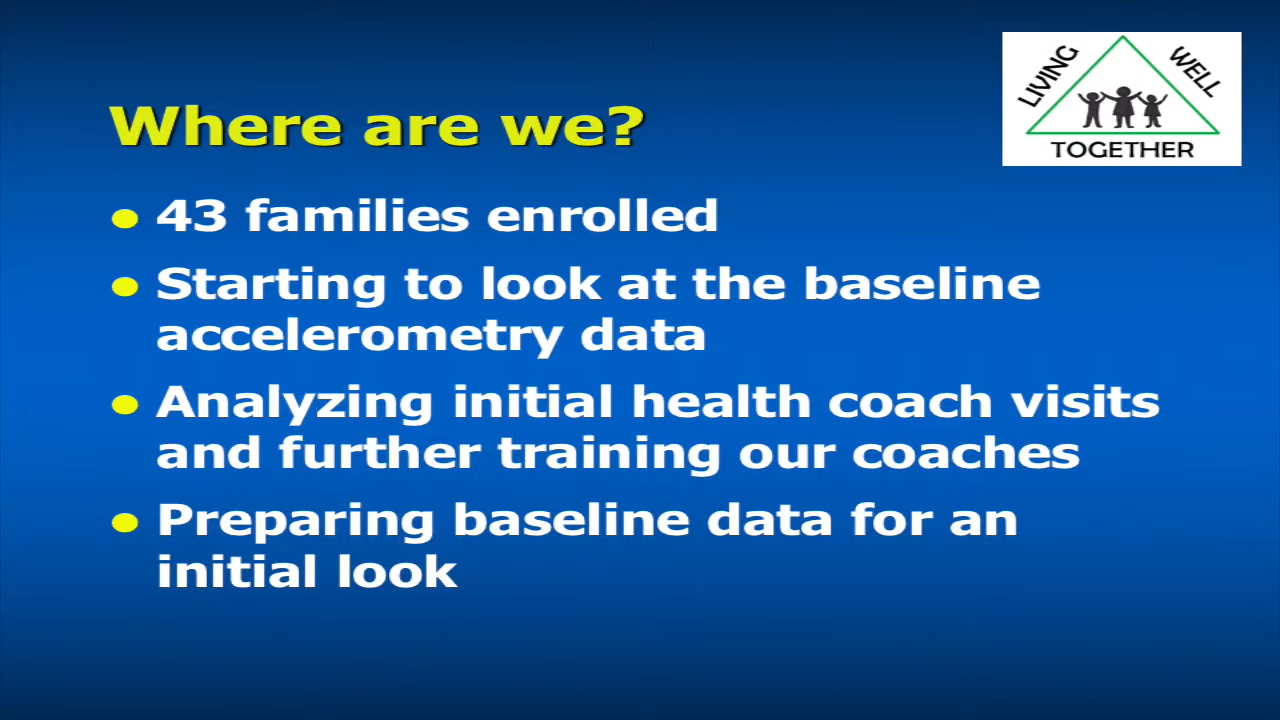 LIVING WELL
TOGETHER
Where are we?
43 families enrolled
Starting to look at the baseline
accelerometry data
Analyzing initial health coach visits
and further training our coaches
Preparing baseline data for an
initial look